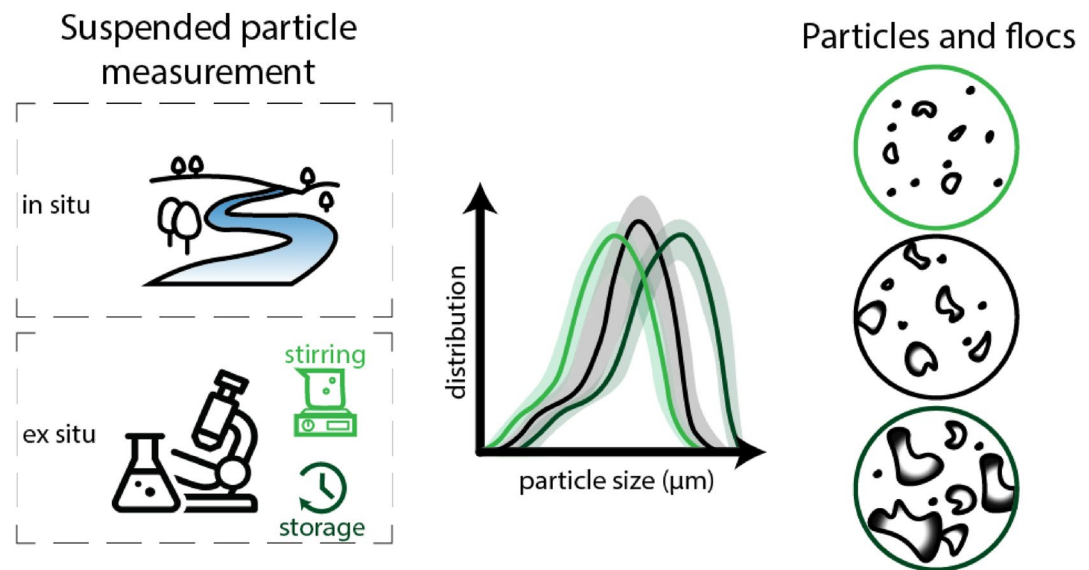 Suspended particle
measurement
in situ
ex situ
stirring
storage
distribution
particle size (µm)
Particles and flocs